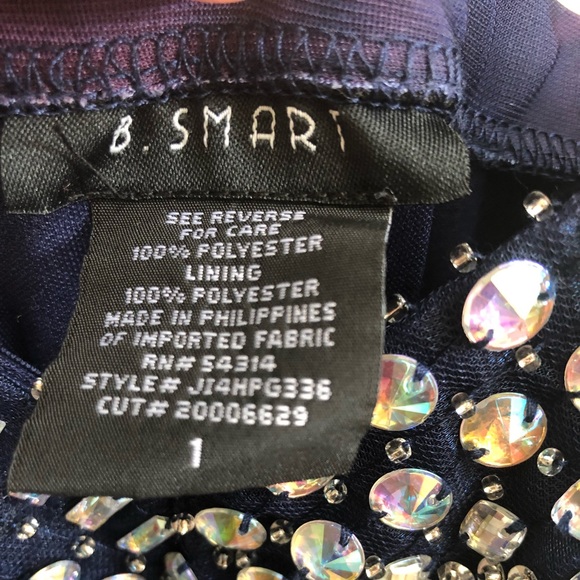 B. SMART
SEE REVERSE
FOR CARE
100% POLYESTER
LINING
100% POLYESTER
MADE IN PHILIPPINES
OF IMPORTED FABRIC
RN# 54314
STYLE# J14HPG336
CUT# 20006629
1